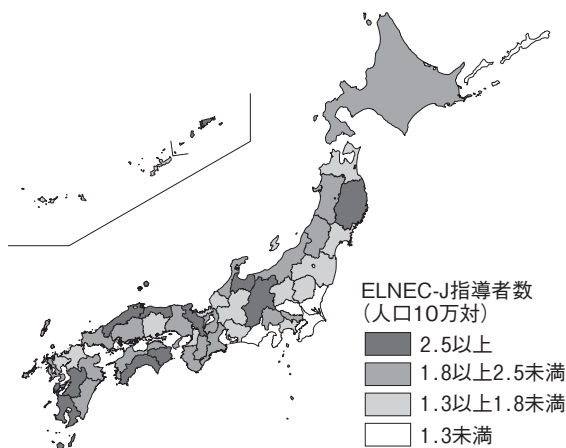 ELNEC-J指導者数
(人口10万対)
2.5以上
1.8以上2.5未満
1.3以上1.8未満
1.3未満